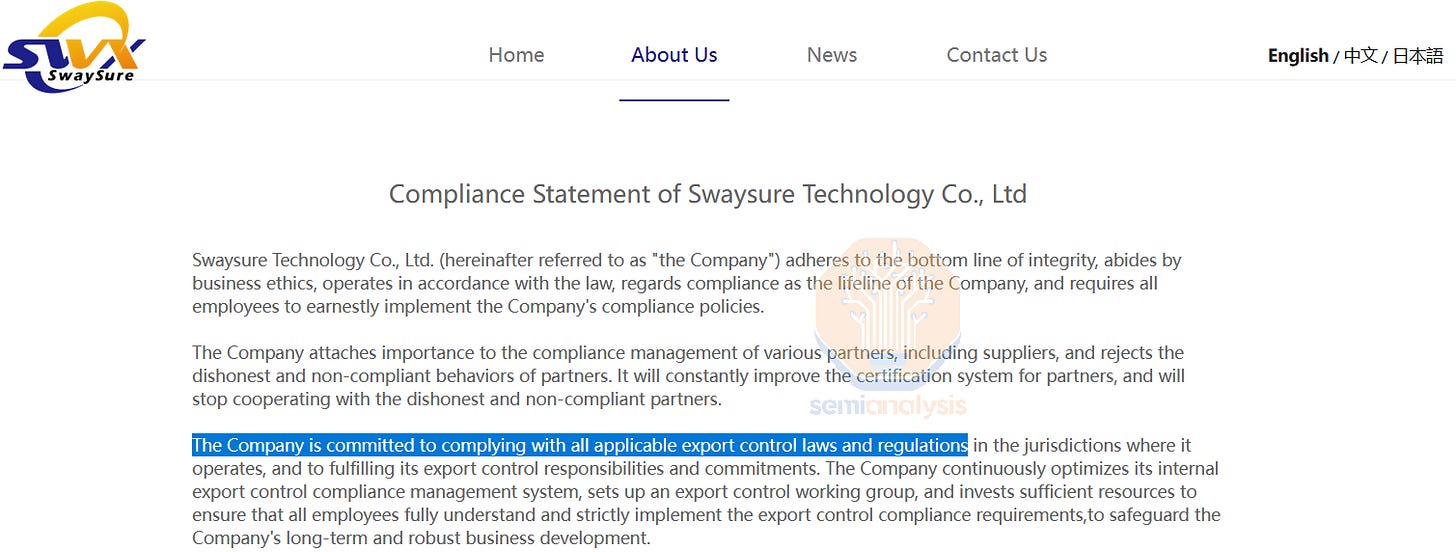 SWX
SwaySure
Home About Us News Contact Us English / 中文 / 日本語
Compliance Statement of Swaysure Technology Co., Ltd
Swaysure Technology Co., Ltd. (hereinafter referred to as "the Company") adheres to the bottom line of integrity, abides by
business ethics, operates in accordance with the law, regards compliance as the lifeline of the Company, and requires all
employees to earnestly implement the Company's compliance policies.
The Company attaches importance to the compliance management of various partners, including suppliers, and rejects the
dishonest and non-compliant behaviors of partners. It will constantly improve the certification system for partners, and will
stop cooperating with the dishonest and non-compliant partners.
semianalysis
The Company is committed to complying with all applicable export control laws and regulations in the jurisdictions where it
operates, and to fulfilling its export control responsibilities and commitments. The Company continuously optimizes its internal
export control compliance management system, sets up an export control working group, and invests sufficient resources to
ensure that all employees fully understand and strictly implement the export control compliance requirements,to safeguard the
Company's long-term and robust business development.